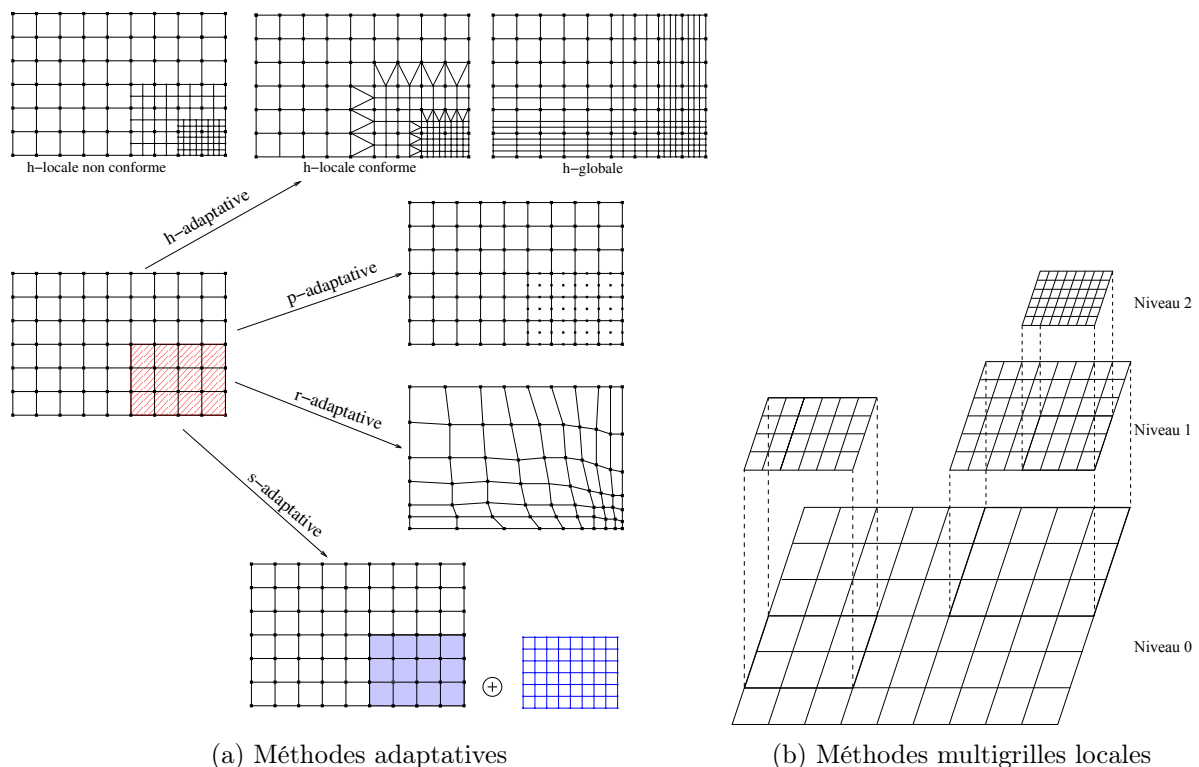 h-locale non conforme
h-locale conforme
h-globale
h-adaptative
p-adaptative
r-adaptative
s-adaptative
+
Niveau 2
Niveau 1
Niveau 0
(a) Méthodes adaptatives
(b) Méthodes multigrilles locales